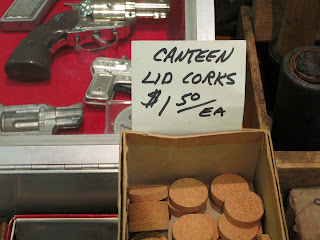 CANTEEN
LID CORKS
$1 50/EA